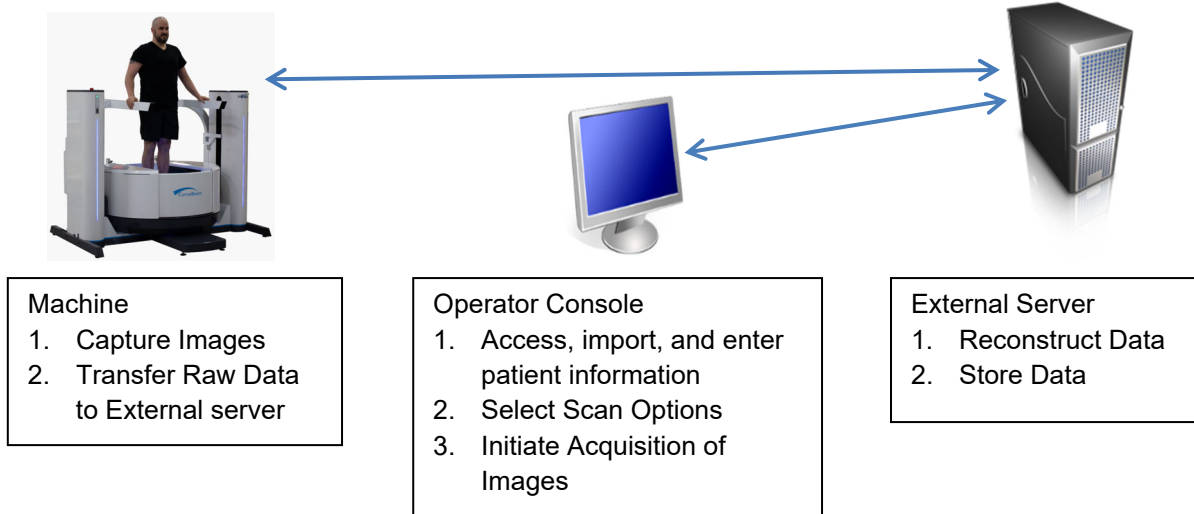 Machine
1. Capture Images
2. Transfer Raw Data
to External server
Operator Console
1. Access, import, and enter
patient information
2. Select Scan Options
3. Initiate Acquisition of
Images
External Server
1. Reconstruct Data
2. Store Data